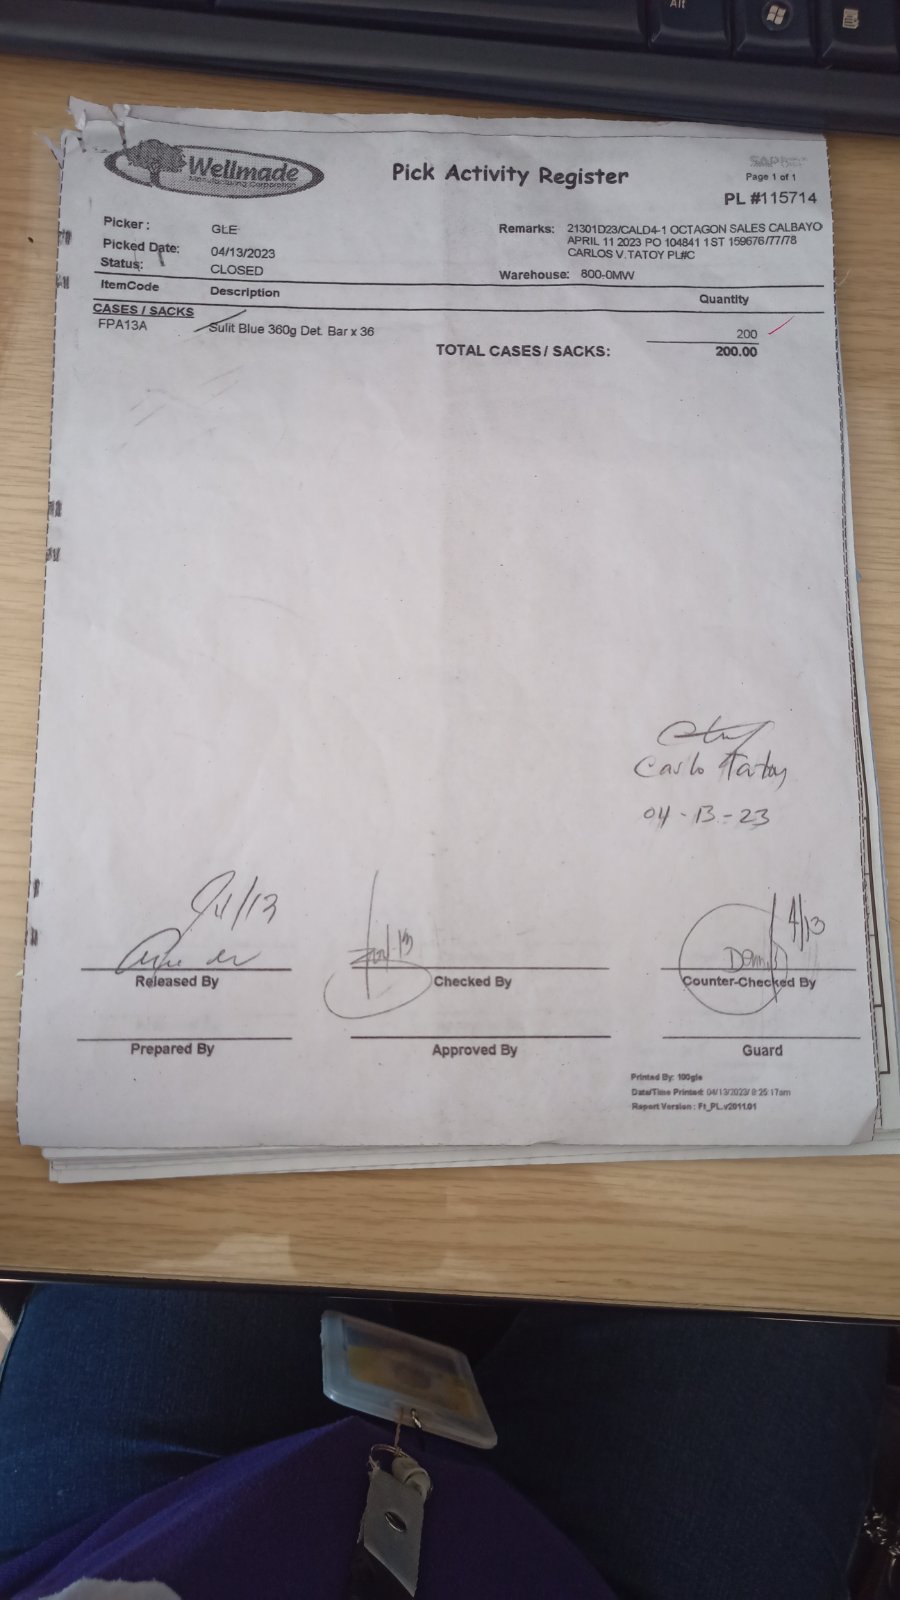 Alt
Wellmade
Manufacturing Corporation
Pick Activity Register
SAP
Page 1 of 1
PL #115714
Picker : GLE
Picked Date: 04/13/2023
Status: CLOSED
Remarks: 21301D23/CALD4-1 OCTAGON SALES CALBAYO
APRIL 11 2023 PO 104841 1ST 159676/77/78
CARLOS V.TATOY PL#C
Warehouse: 800-0MW
ItemCode Description Quantity
CASES / SACKS
FPA13A Sulit Blue 360g Det. Bar x 36 200
TOTAL CASES / SACKS: 200.00
Carlo Tatoy
04-13-23
4/13
4/13
Released By Checked By Counter-Checked By
Prepared By Approved By Guard
Printed By: 100gle
Date/Time Printed: 04/13/2023/ 8:25:17am
Report Version : Ft_PL.v2011.01